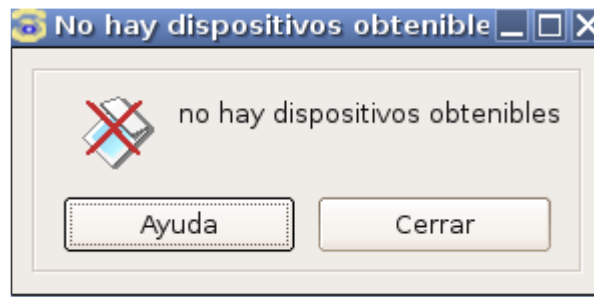 No hay dispositivos obtenible
no hay dispositivos obtenibles
Ayuda
Cerrar